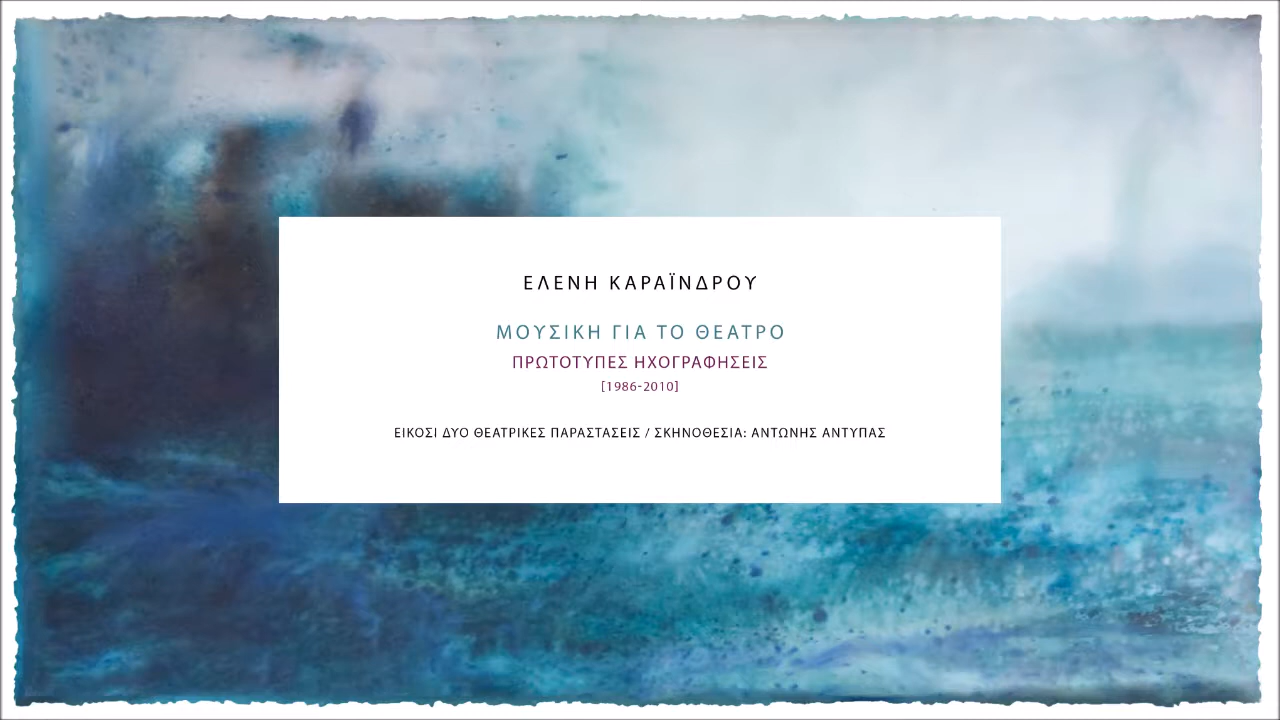 ΕΛΕΝΗ ΚΑΡΑΪΝΔΡΟΥ
ΜΟΥΣΙΚΗ ΓΙΑ ΤΟ ΘΕΑΤΡΟ
ΠΡΩΤΟΤΥΠΕΣ ΗΧΟΓΡΑΦΗΣΕΙΣ
[1986-2010]
ΕΙΚΟΣΙ ΔΥΟ ΘΕΑΤΡΙΚΕΣ ΠΑΡΑΣΤΑΣΕΙΣ / ΣΚΗΝΟΘΕΣΙΑ: ΑΝΤΩΝΗΣ ΑΝΤΥΠΑΣ